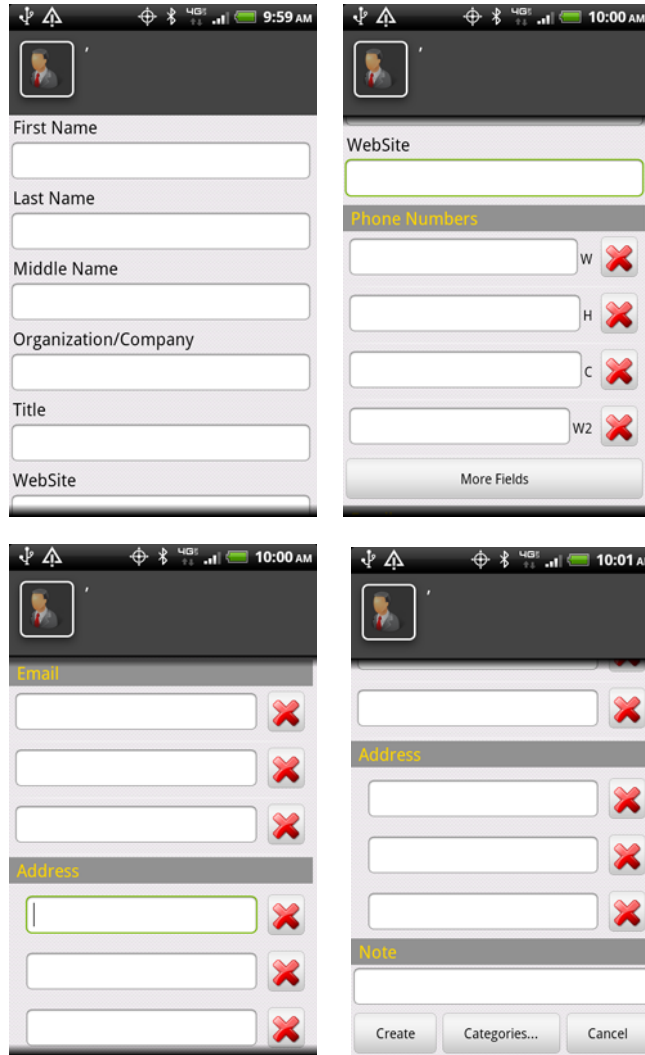 9:59 AM
,
First Name
Last Name
Middle Name
Organization/Company
Title
WebSite
10:00 AM
,
WebSite
Phone Numbers
W
H
C
W2
More Fields
10:00 AM
,
Email
Address
10:01 A
,
Address
Note
Create Categories... Cancel